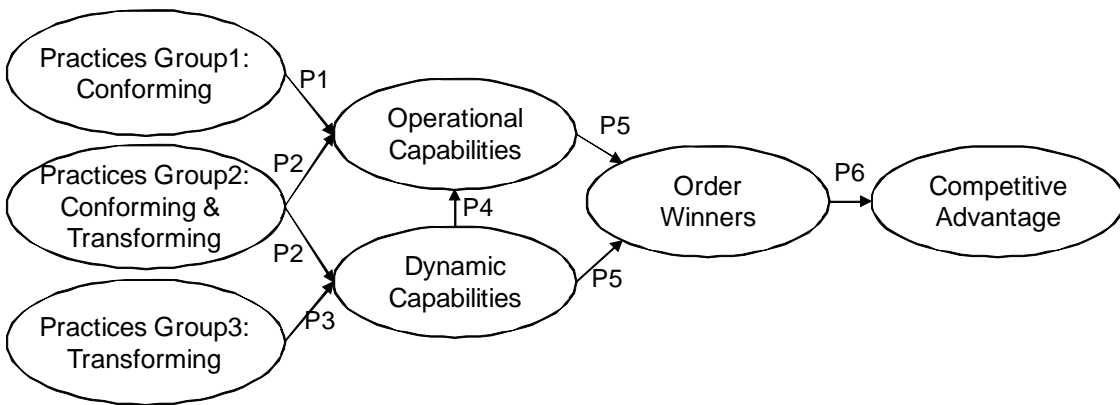 Practices Group1:
Conforming
P1
Operational
Capabilities
P5
Practices Group2:
Conforming &
Transforming
P2
P2
P4
Order
Winners
P6
Competitive
Advantage
Dynamic
Capabilities
P5
Practices Group3:
Transforming
P3